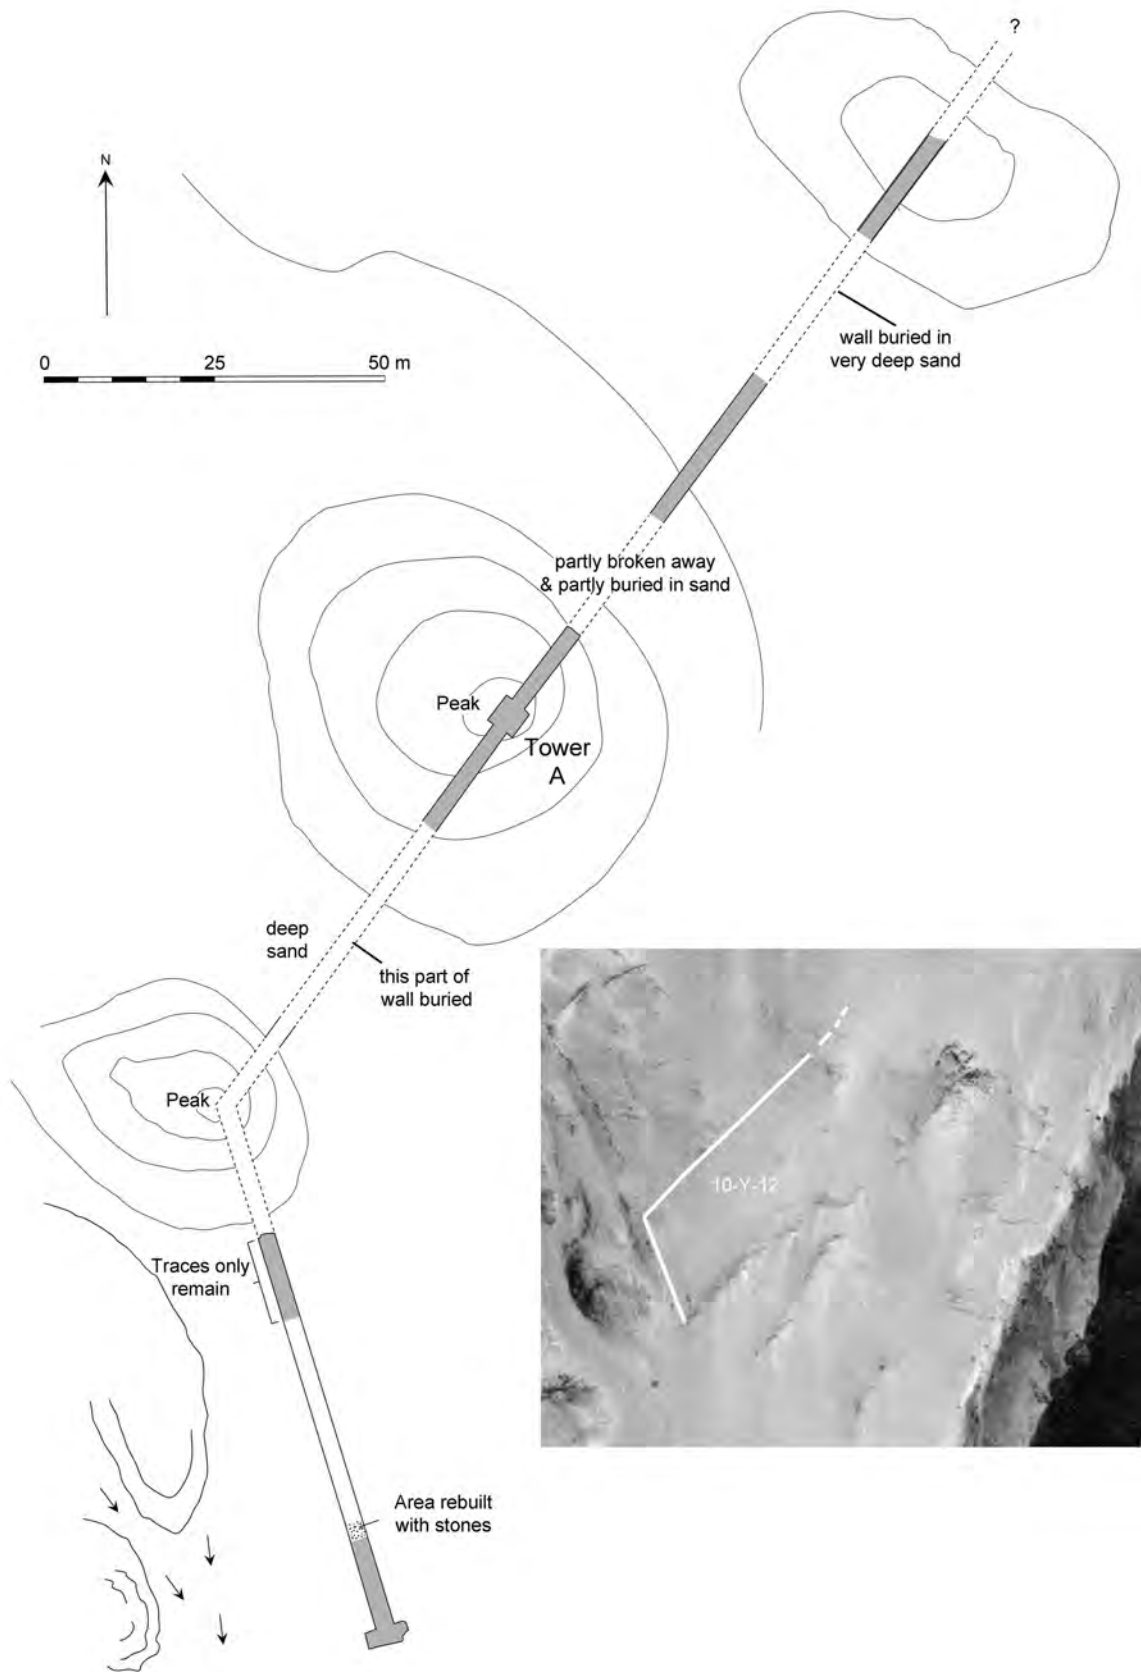 ?
N
0 25 50 m
wall buried in
very deep sand
partly broken away
& partly buried in sand
Peak
Tower
A
deep
sand
this part of
wall buried
Peak
10-Y-12
Traces only
remain
Area rebuilt
with stones